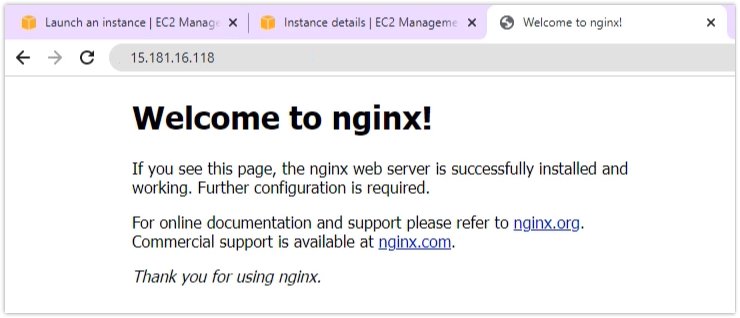 Launch an instance | EC2 Manage
Instance details | EC2 Manageme
Welcome to nginx!
15.181.16.118
Welcome to nginx!
If you see this page, the nginx web server is successfully installed and
working. Further configuration is required.
For online documentation and support please refer to nginx.org.
Commercial support is available at nginx.com.
Thank you for using nginx.